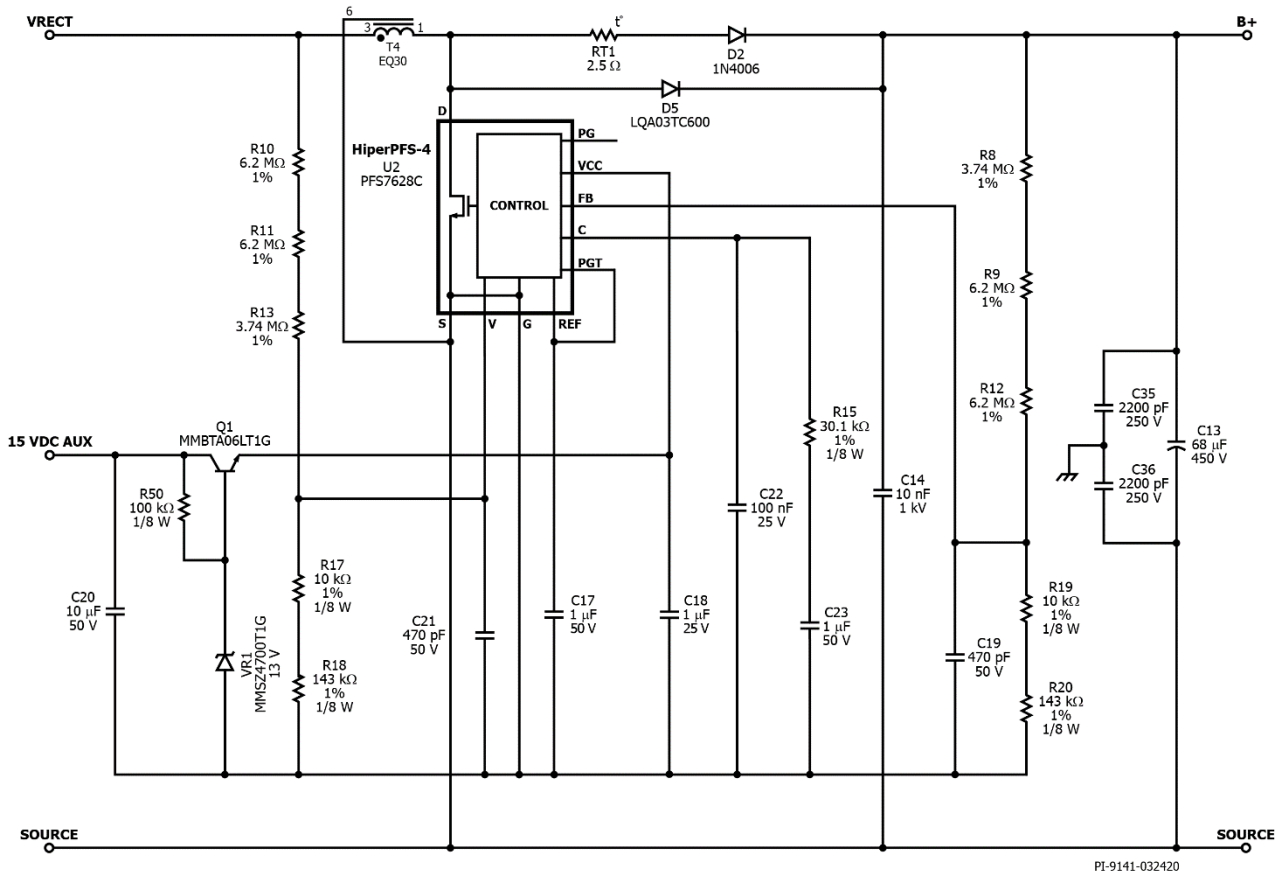 VRECT
6
3
1
T4
EQ30
t°
RT1
2.5 Ω
D2
1N4006
B+
D5
LQA03TC600
D
HiperPFS-4
U2
PFS7628C
CONTROL
PG
VCC
FB
C
PGT
S
V
G
REF
R10
6.2 MΩ
1%
R11
6.2 MΩ
1%
R13
3.74 MΩ
1%
R8
3.74 MΩ
1%
R9
6.2 MΩ
1%
R12
6.2 MΩ
1%
C35
2200 pF
250 V
C36
2200 pF
250 V
C13
68 μF
450 V
15 VDC AUX
Q1
MMBTA06LT1G
R50
100 kΩ
1/8 W
R15
30.1 kΩ
1%
1/8 W
C22
100 nF
25 V
C14
10 nF
1 kV
C20
10 μF
50 V
VR1
MMSZ4700T1G
13 V
R17
10 kΩ
1%
1/8 W
R18
143 kΩ
1%
1/8 W
C21
470 pF
50 V
C17
1 μF
50 V
C18
1 μF
25 V
C23
1 μF
50 V
C19
470 pF
50 V
R19
10 kΩ
1%
1/8 W
R20
143 kΩ
1%
1/8 W
SOURCE
SOURCE
PI-9141-032420